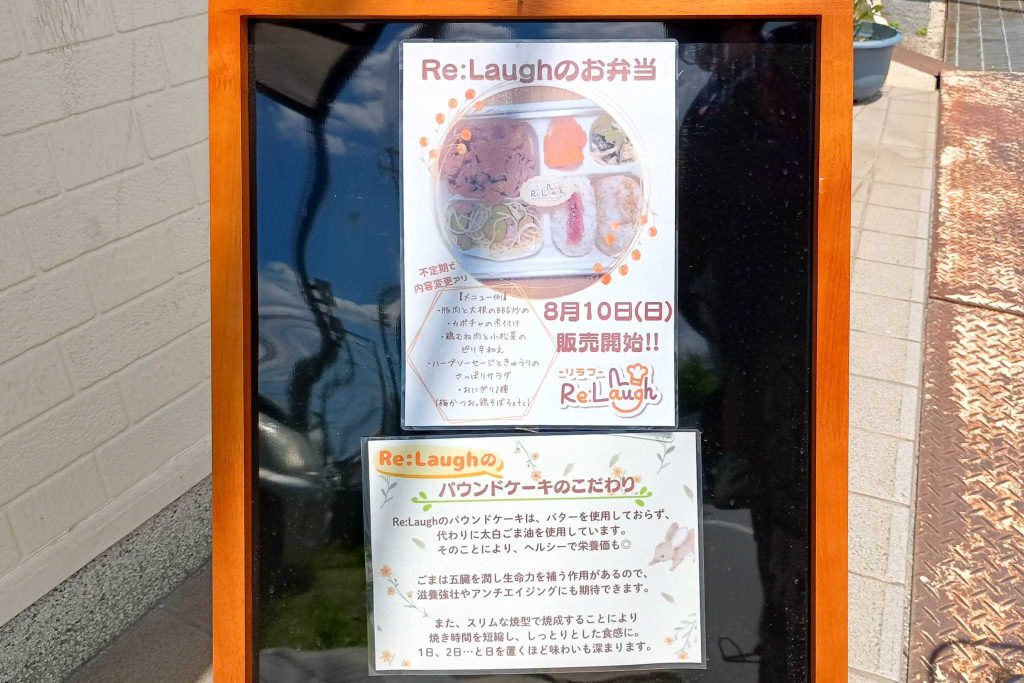 Re:Laughのお弁当
Re:Laugh
不定期で
内容変更アリ
【メニュー例】
・豚肉と大根のBBQ炒め
・カボチャの煮付け
・鶏むね肉と小松菜の
ピリ辛和え
・ハーブソーセージときゅうりの
さっぱりサラダ
・おにぎり2種
(梅かつお、鶏そぼろetc)
8月10日(日)
販売開始!!
-リラフ-
Re:Laugh
Re:Laughの
パウンドケーキのこだわり
Re:Laughのパウンドケーキは、バターを使用しておらず、
代わりに太白ごま油を使用しています。
そのことにより、ヘルシーで栄養価も◎
ごまは五臓を潤し生命力を補う作用があるので、
滋養強壮やアンチエイジングにも期待できます。
また、スリムな焼型で焼成することにより
焼き時間を短縮し、しっとりとした食感に。
1日、2日…と日を置くほど味わいも深まります。